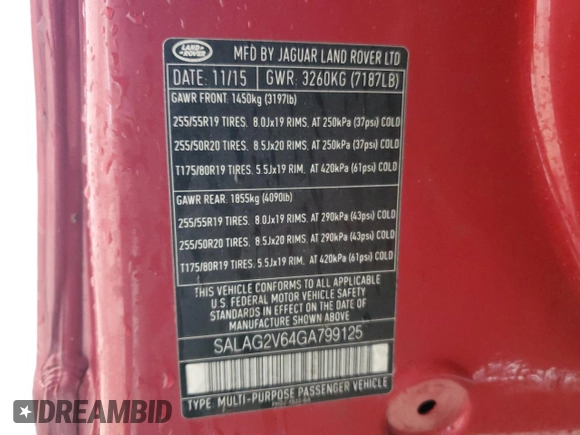 LAND
ROVER
MFD BY JAGUAR LAND ROVER LTD
DATE: 11/15 GWR: 3260KG (7187LB)
GAWR FRONT: 1450kg (3197lb)
255/55R19 TIRES. 8.0Jx19 RIMS. AT 250kPa (37psi) COLD
255/50R20 TIRES. 8.5Jx20 RIMS. AT 250kPa (37psi) COLD
T175/80R19 TIRES. 5.5Jx19 RIM. AT 420kPa (61psi) COLD
GAWR REAR: 1855kg (4090lb)
255/55R19 TIRES. 8.0Jx19 RIMS. AT 290kPa (43psi) COLD
255/50R20 TIRES. 8.5Jx20 RIMS. AT 290kPa (43psi) COLD
T175/80R19 TIRES. 5.5Jx19 RIM. AT 420kPa (61psi) COLD
THIS VEHICLE CONFORMS TO ALL APPLICABLE
U.S. FEDERAL MOTOR VEHICLE SAFETY
STANDARDS IN EFFECT ON THE DATE OF
MANUFACTURE SHOWN ABOVE
SALAG2V64GA799125
TYPE: MULTI-PURPOSE PASSENGER VEHICLE
DREAMBID